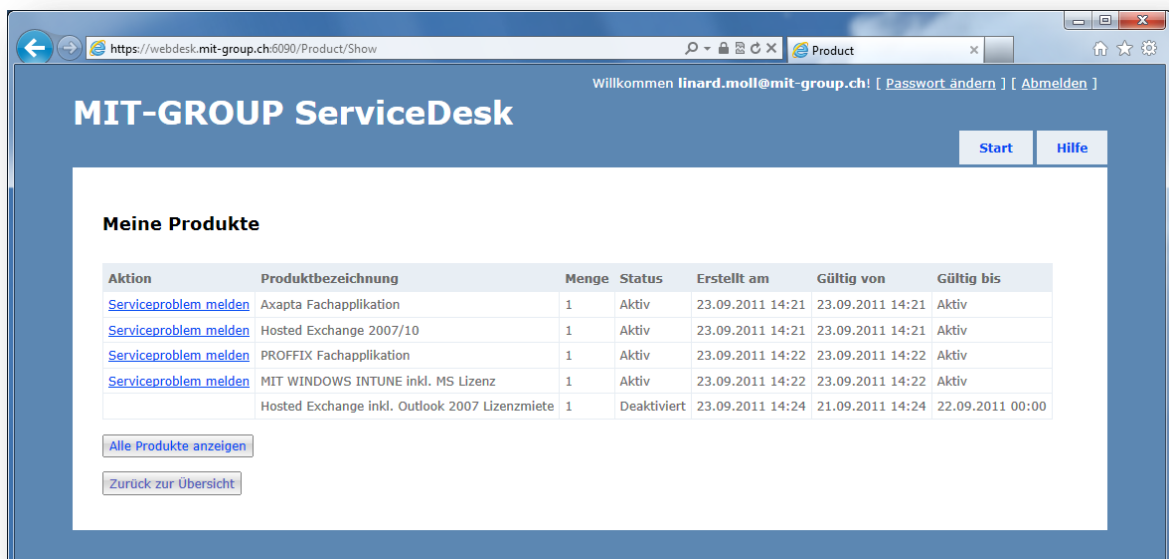 https://webdesk.mit-group.ch:6090/Product/Show
Product
Willkommen linard.moll@mit-group.ch! [ Passwort ändern ] [ Abmelden ]
MIT-GROUP ServiceDesk
Start Hilfe
Meine Produkte
Aktion Produktbezeichnung Menge Status Erstellt am Gültig von Gültig bis
Serviceproblem melden Axapta Fachapplikation 1 Aktiv 23.09.2011 14:21 23.09.2011 14:21 Aktiv
Serviceproblem melden Hosted Exchange 2007/10 1 Aktiv 23.09.2011 14:21 23.09.2011 14:21 Aktiv
Serviceproblem melden PROFFIX Fachapplikation 1 Aktiv 23.09.2011 14:22 23.09.2011 14:22 Aktiv
Serviceproblem melden MIT WINDOWS INTUNE inkl. MS Lizenz 1 Aktiv 23.09.2011 14:22 23.09.2011 14:22 Aktiv
Hosted Exchange inkl. Outlook 2007 Lizenzmiete 1 Deaktiviert 23.09.2011 14:24 21.09.2011 14:24 22.09.2011 00:00
Alle Produkte anzeigen
Zurück zur Übersicht